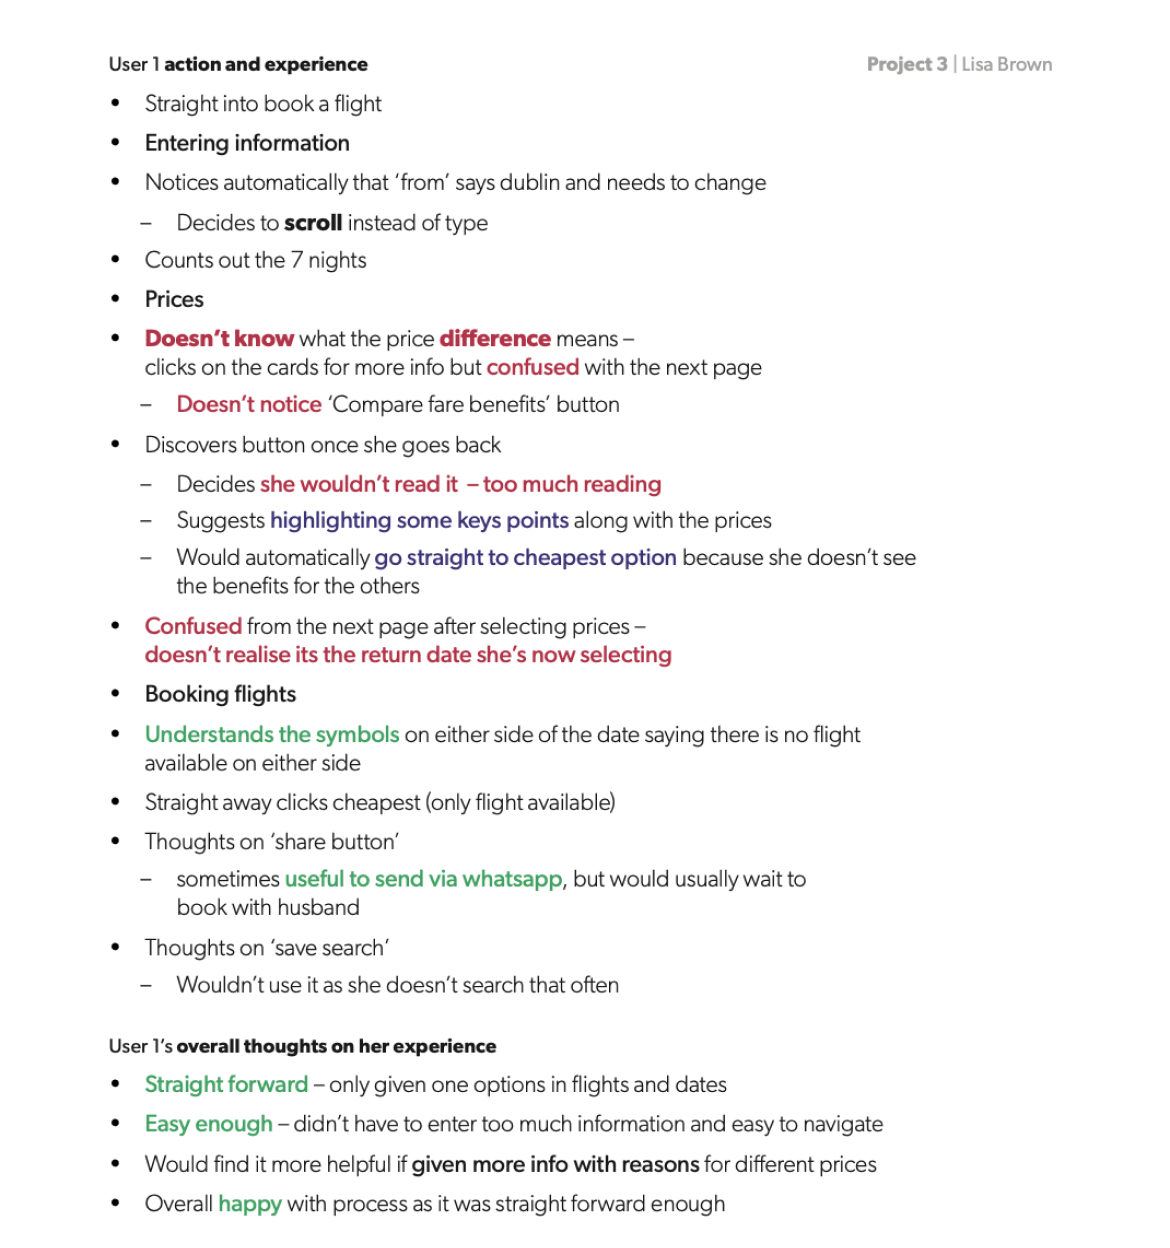 User 1 action and experience
Project 3 | Lisa Brown
• Straight into book a flight
• Entering information
• Notices automatically that ‘from’ says dublin and needs to change
– Decides to scroll instead of type
• Counts out the 7 nights
• Prices
• Doesn’t know what the price difference means –
clicks on the cards for more info but confused with the next page
– Doesn’t notice ‘Compare fare benefits’ button
• Discovers button once she goes back
– Decides she wouldn’t read it – too much reading
– Suggests highlighting some keys points along with the prices
– Would automatically go straight to cheapest option because she doesn’t see
the benefits for the others
• Confused from the next page after selecting prices –
doesn’t realise its the return date she’s now selecting
• Booking flights
• Understands the symbols on either side of the date saying there is no flight
available on either side
• Straight away clicks cheapest (only flight available)
• Thoughts on ‘share button’
– sometimes useful to send via whatsapp, but would usually wait to
book with husband
• Thoughts on ‘save search’
– Wouldn’t use it as she doesn’t search that often
User 1’s overall thoughts on her experience
• Straight forward – only given one options in flights and dates
• Easy enough – didn’t have to enter too much information and easy to navigate
• Would find it more helpful if given more info with reasons for different prices
• Overall happy with process as it was straight forward enough